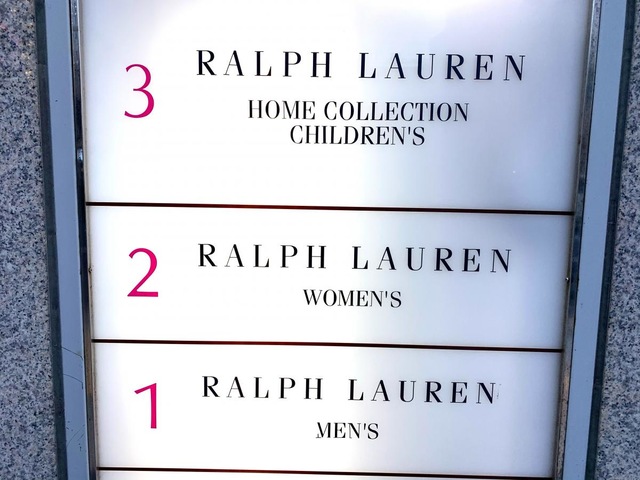 3 RALPH LAUREN
HOME COLLECTION
CHILDREN'S
2 RALPH LAUREN
WOMEN'S
1 RALPH LAUREN
MEN'S